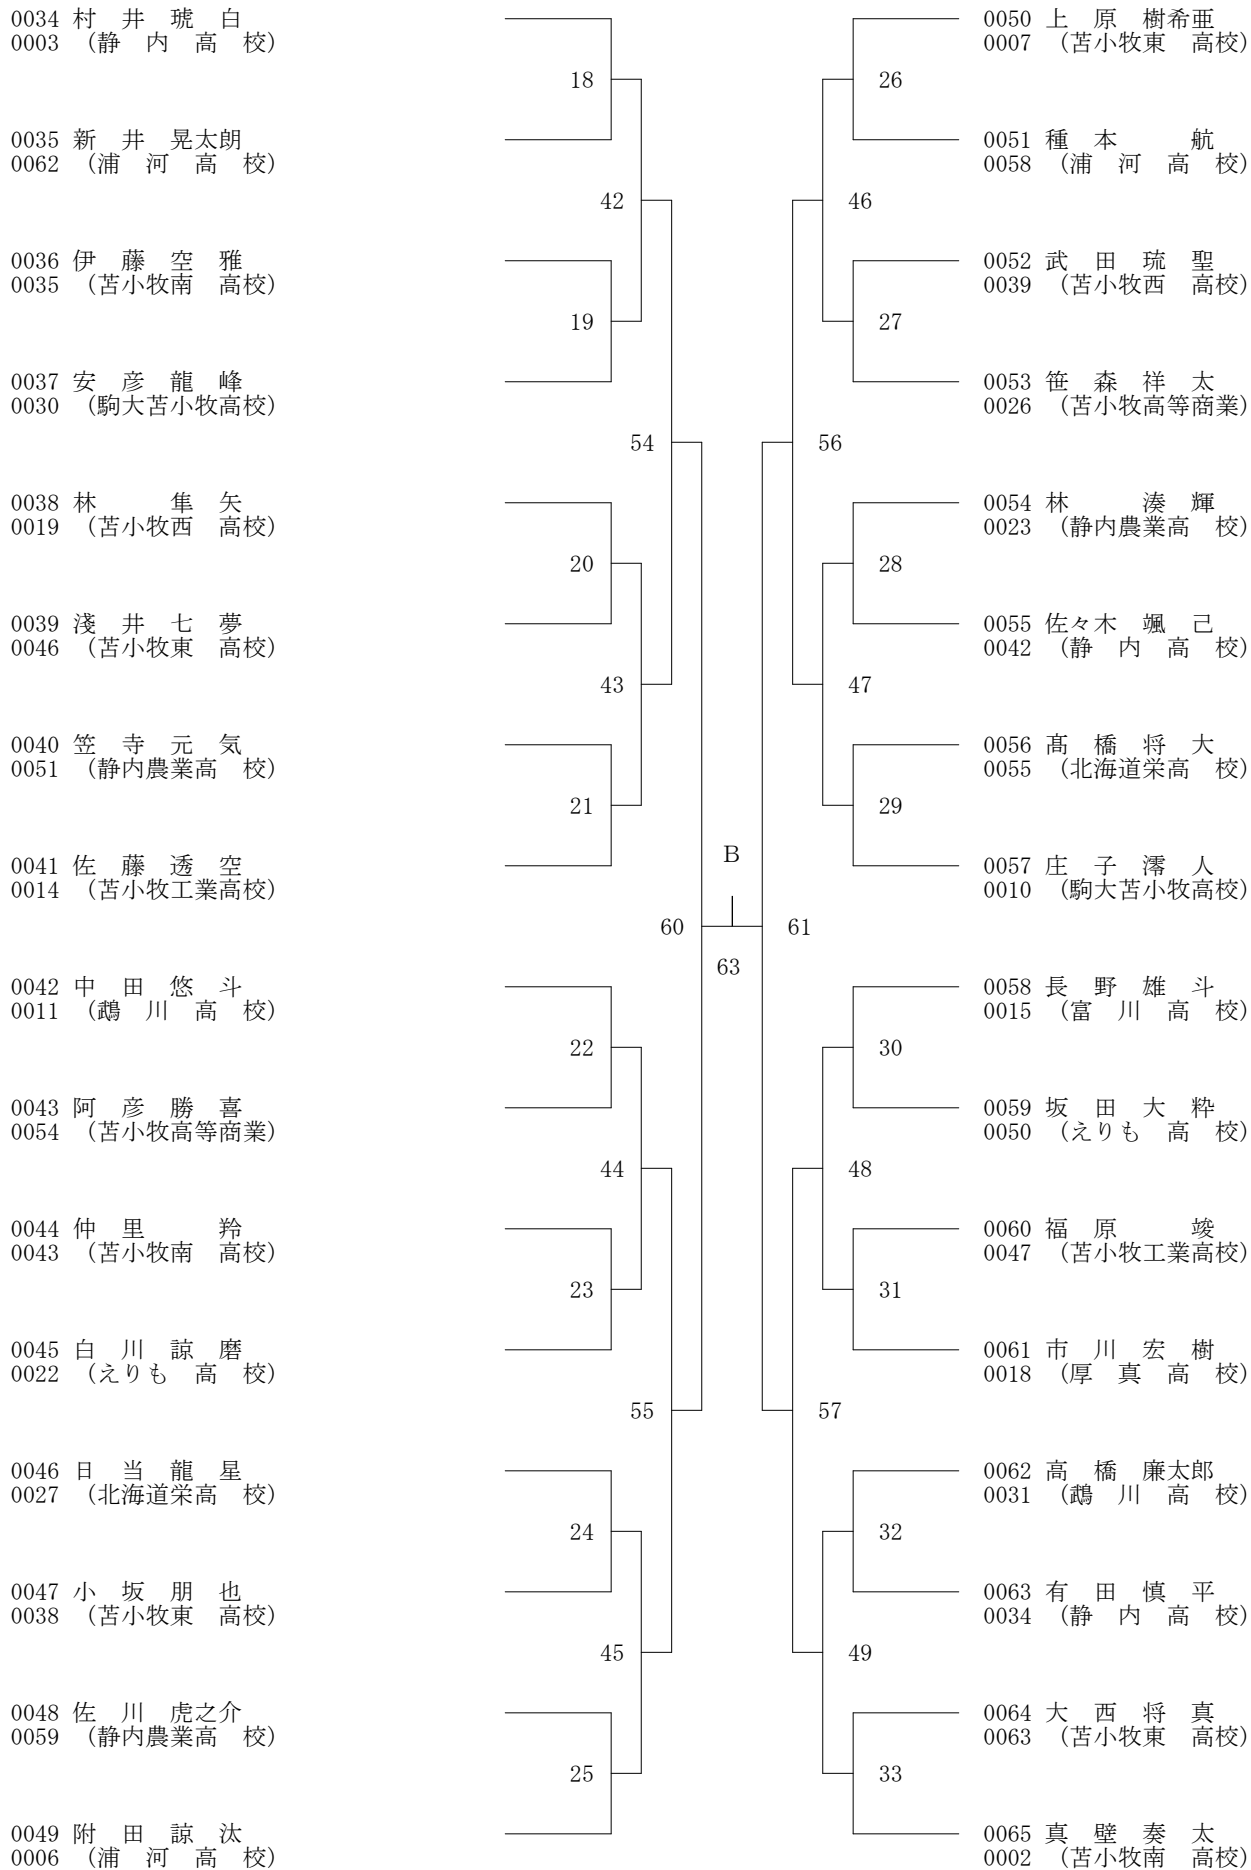 0034 村 井 琥 白
0003 (静 内 高 校)
18
0035 新 井 晃太朗
0062 (浦 河 高 校)
42
0036 伊 藤 空 雅
0035 (苫小牧南 高校)
19
0037 安 彦 龍 峰
0030 (駒大苫小牧高校)
54
0038 林 隼 矢
0019 (苫小牧西 高校)
20
0039 淺 井 七 夢
0046 (苫小牧東 高校)
43
0040 笠 寺 元 気
0051 (静内農業高 校)
21
0041 佐 藤 透 空
0014 (苫小牧工業高校)
60
0042 中 田 悠 斗
0011 (鵡 川 高 校)
22
0043 阿 彦 勝 喜
0054 (苫小牧高等商業)
44
0044 仲 里 羚
0043 (苫小牧南 高校)
23
0045 白 川 諒 磨
0022 (えりも 高 校)
55
0046 日 当 龍 星
0027 (北海道栄高 校)
24
0047 小 坂 朋 也
0038 (苫小牧東 高校)
45
0048 佐 川 虎之介
0059 (静内農業高 校)
25
0049 附 田 諒 汰
0006 (浦 河 高 校)
B
63
0050 上 原 樹希亜
0007 (苫小牧東 高校)
26
0051 種 本 航
0058 (浦 河 高 校)
46
0052 武 田 琉 聖
0039 (苫小牧西 高校)
27
0053 笹 森 祥 太
0026 (苫小牧高等商業)
56
0054 林 湊 輝
0023 (静内農業高 校)
28
0055 佐々木 颯 己
0042 (静 内 高 校)
47
0056 髙 橋 将 大
0055 (北海道栄高 校)
29
0057 庄 子 澪 人
0010 (駒大苫小牧高校)
61
0058 長 野 雄 斗
0015 (富 川 高 校)
30
0059 坂 田 大 粋
0050 (えりも 高 校)
48
0060 福 原 竣
0047 (苫小牧工業高校)
31
0061 市 川 宏 樹
0018 (厚 真 高 校)
57
0062 高 橋 廉太郎
0031 (鵡 川 高 校)
32
0063 有 田 慎 平
0034 (静 内 高 校)
49
0064 大 西 将 真
0063 (苫小牧東 高校)
33
0065 真 壁 奏 太
0002 (苫小牧南 高校)